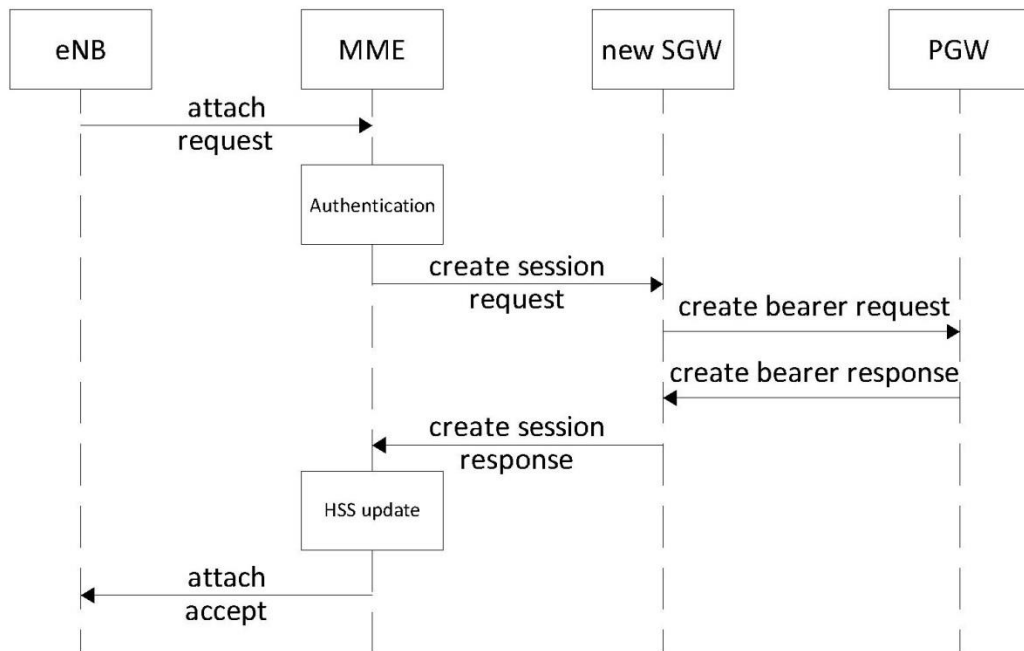 eNB
MME
new SGW
PGW
attach
request
Authentication
create session
request
create bearer request
create bearer response
create session
response
HSS update
attach
accept